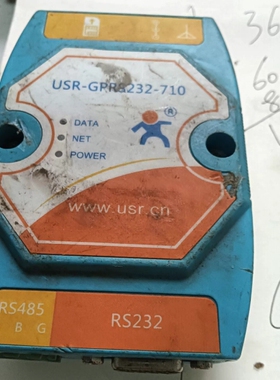 USR-GPRS232-710
DATA
NET
POWER
®
www.usr.cn
RS485
B G
RS232